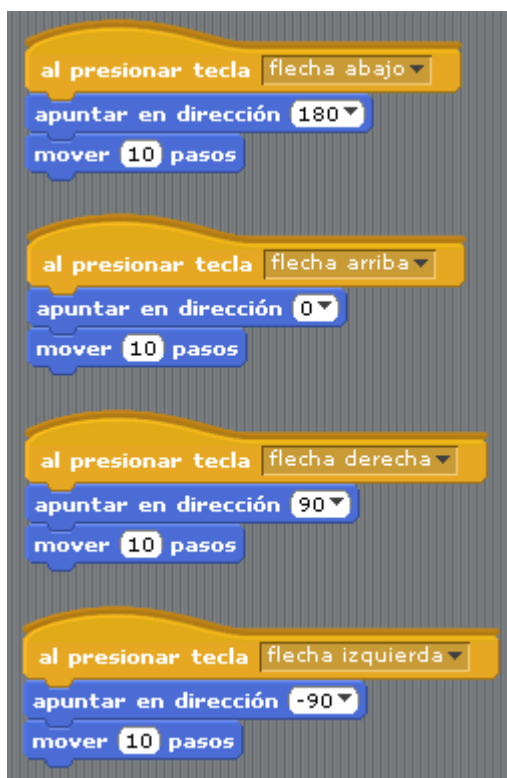 al presionar tecla flecha abajo
apuntar en dirección 180
mover 10 pasos
al presionar tecla flecha arriba
apuntar en dirección 0
mover 10 pasos
al presionar tecla flecha derecha
apuntar en dirección 90
mover 10 pasos
al presionar tecla flecha izquierda
apuntar en dirección -90
mover 10 pasos